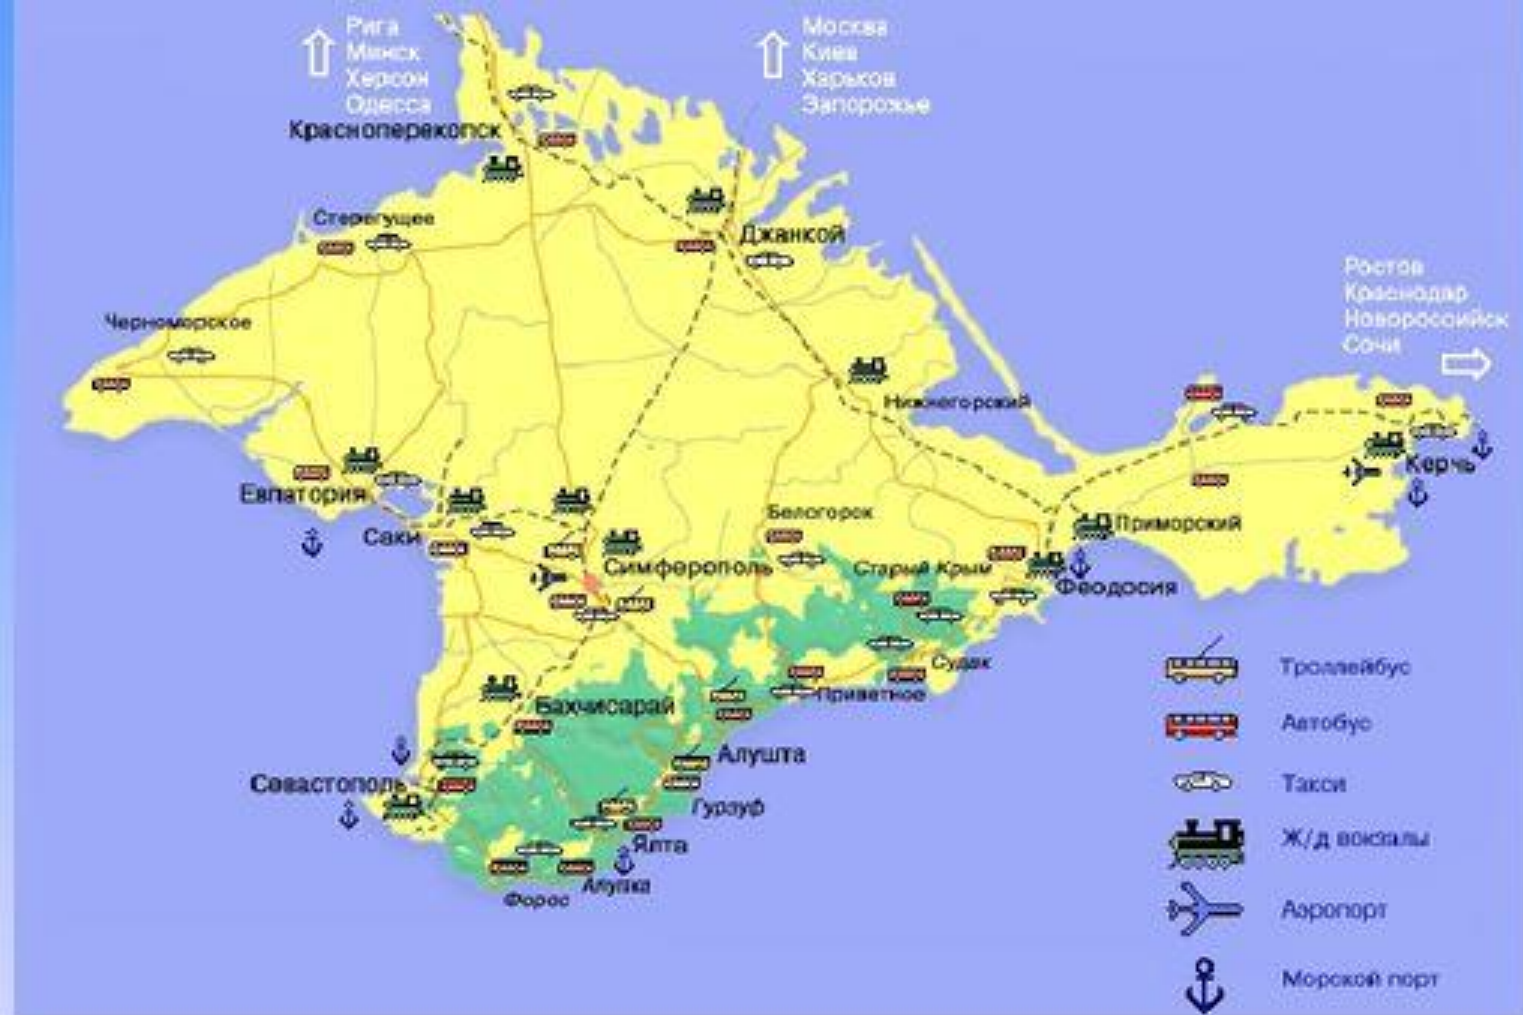 Рига
Минск
Херсон
Одесса
Москва
Киев
Харьков
Запорожье
Красноперекопск
Стерегущее
Джанкой
Ростов
Краснодар
Новороссийск
Сочи
Черноморское
Нижнегорский
Евпатория
Керчь
Саки
Белогорск
Приморский
Симферополь
Старый Крым
Феодосия
Судак
Приветное
Бахчисарай
Алушта
Севастополь
Гурзуф
Ялта
Алупка
Форос
Троллейбус
Автобус
Такси
Ж/д вокзалы
Аэропорт
Морской порт